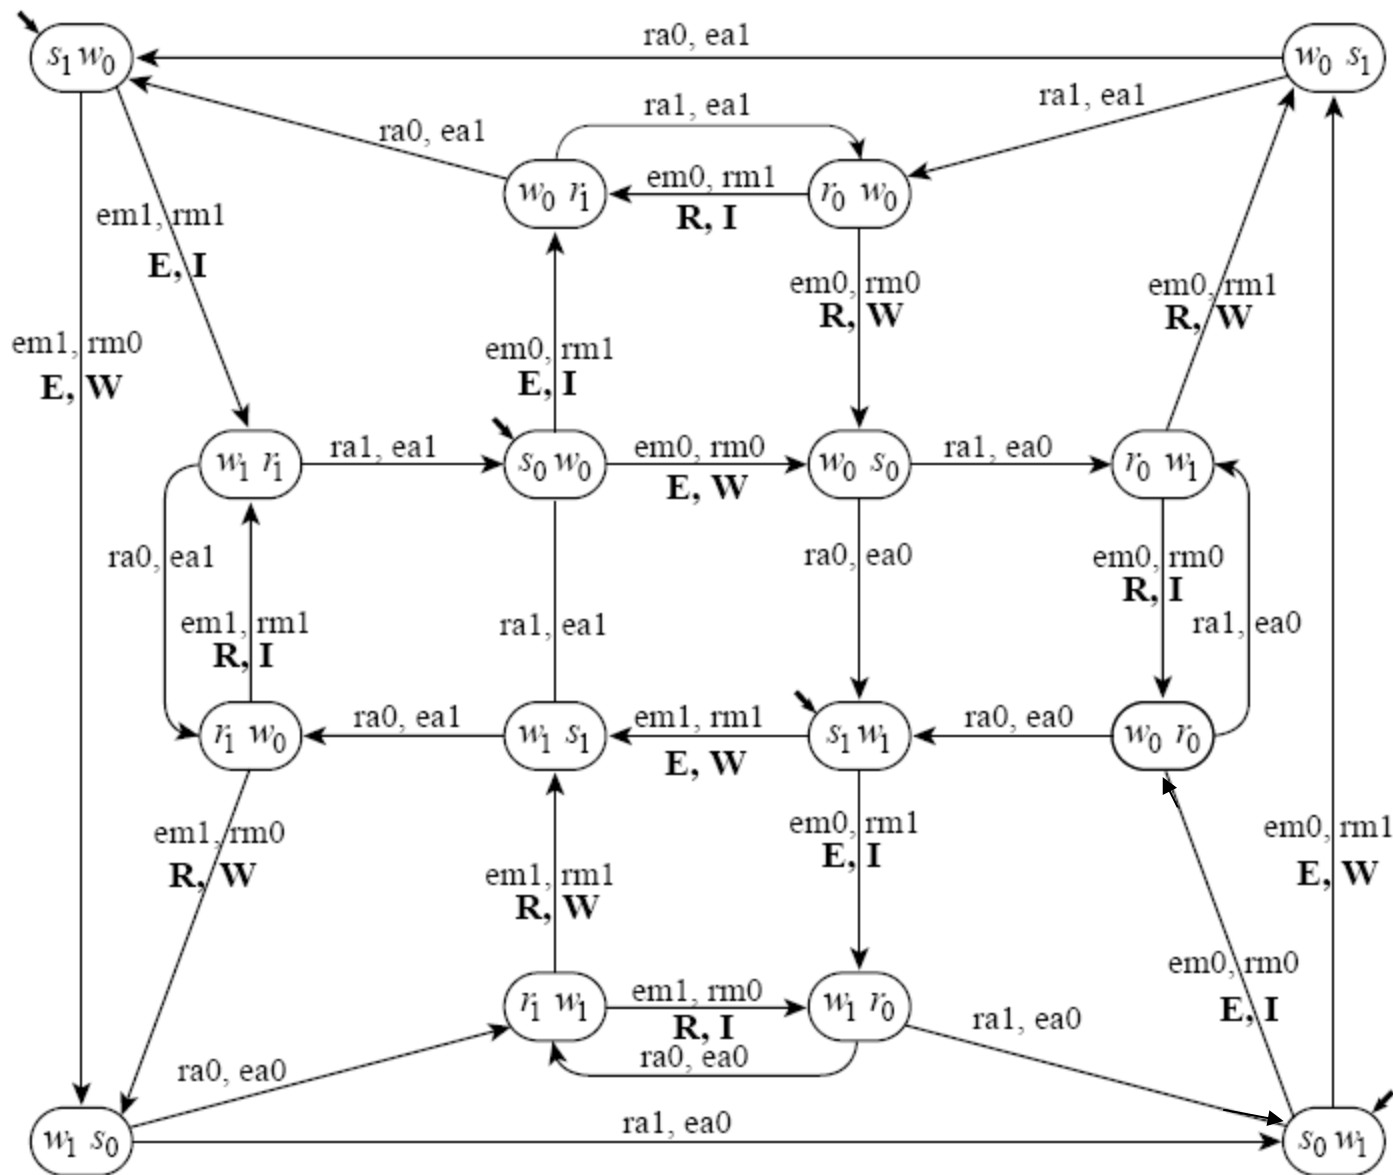 ra0, ea1
s₁ w₀
w₀ s₁
ra1, ea1
ra1, ea1
ra0, ea1
w₀ r₁
em0, rm1
R, I
r₀ w₀
em1, rm1
E, I
em0, rm0
R, W
em0, rm1
R, W
em1, rm0
E, W
em0, rm1
E, I
w₁ r₁
ra1, ea1
s₀ w₀
em0, rm0
E, W
w₀ s₀
ra1, ea0
r₀ w₁
ra0, ea1
ra0, ea0
em0, rm0
R, I
em1, rm1
R, I
ra1, ea1
ra1, ea0
r₁ w₀
ra0, ea1
w₁ s₁
em1, rm1
E, W
s₁ w₁
ra0, ea0
w₀ r₀
em1, rm0
R, W
em0, rm1
E, I
em0, rm1
E, W
em1, rm1
R, W
em0, rm0
E, I
r₁ w₁
em1, rm0
R, I
w₁ r₀
ra1, ea0
ra0, ea0
ra0, ea0
w₁ s₀
ra1, ea0
s₀ w₁